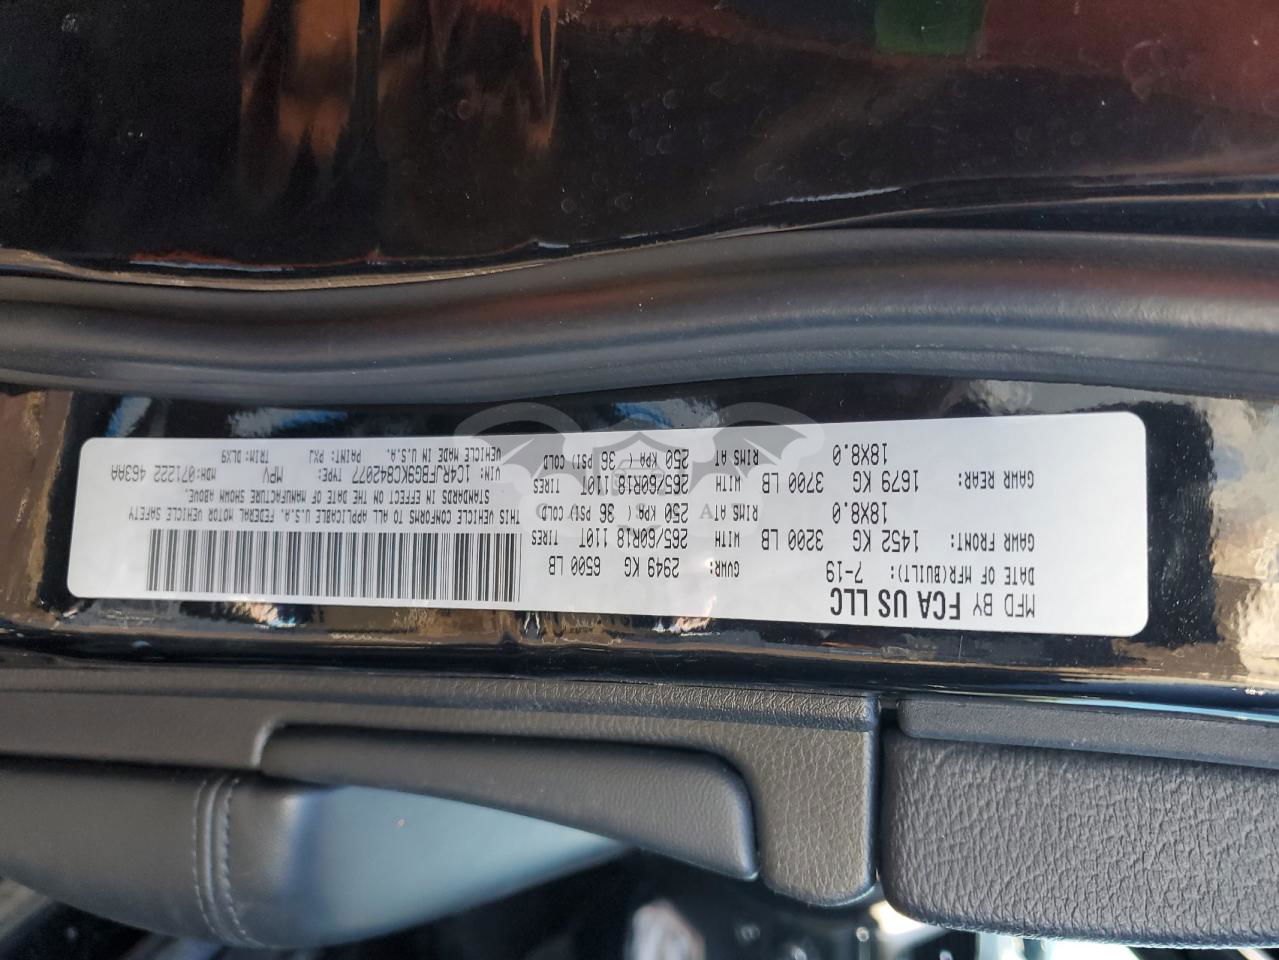 MFD BY FCA US LLC
DATE OF MFR(BUILT): 7-19 GVWR: 2949 KG 6500 LB
GAWR FRONT: 1452 KG 3200 LB WITH 265/60R18 110T TIRES
18X8.0 RIMS AT 250 KPA ( 36 PSI) COLD
GAWR REAR: 1679 KG 3700 LB WITH 265/60R18 110T TIRES
18X8.0 RIMS AT 250 KPA ( 36 PSI) COLD
THIS VEHICLE CONFORMS TO ALL APPLICABLE U.S.A. FEDERAL MOTOR VEHICLE SAFETY
STANDARDS IN EFFECT ON THE DATE OF MANUFACTURE SHOWN ABOVE.
VIN: 1C4RJFBG9KC842077 TYPE: MPV MDH: 071222 463AA
VEHICLE MADE IN U.S.A. PAINT: PXJ TRIM: DLX9